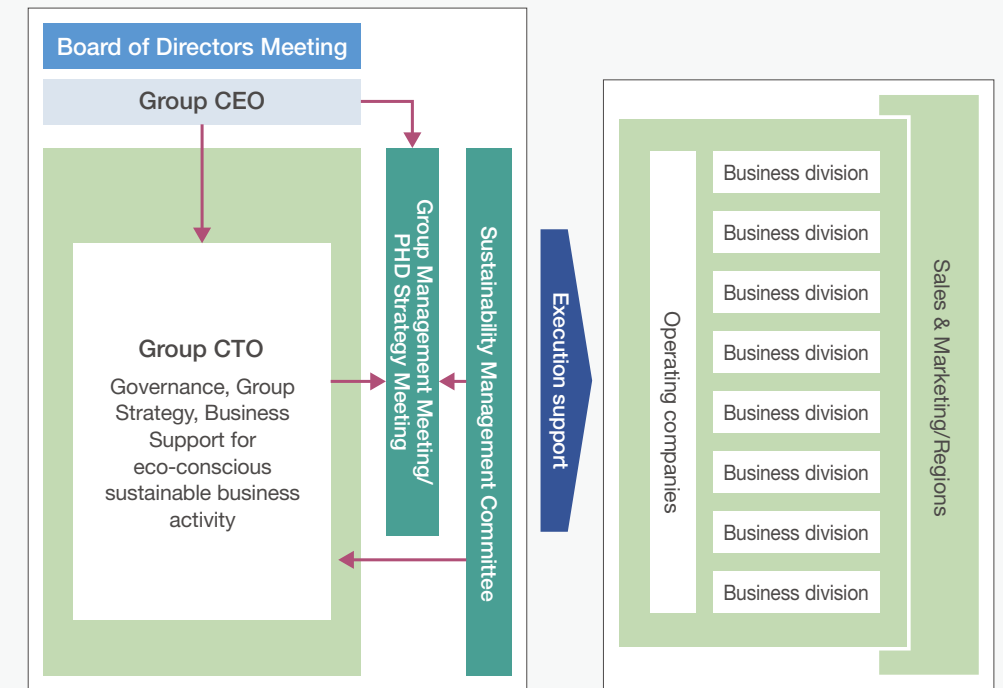 Board of Directors Meeting
Group CEO
Group CTO
Governance, Group
Strategy, Business
Support for
eco-conscious
sustainable business
activity
Group Management Meeting/
PHD Strategy Meeting
Sustainability Management Committee
Execution support
Operating companies
Business division
Business division
Business division
Business division
Business division
Business division
Business division
Business division
Sales & Marketing/Regions